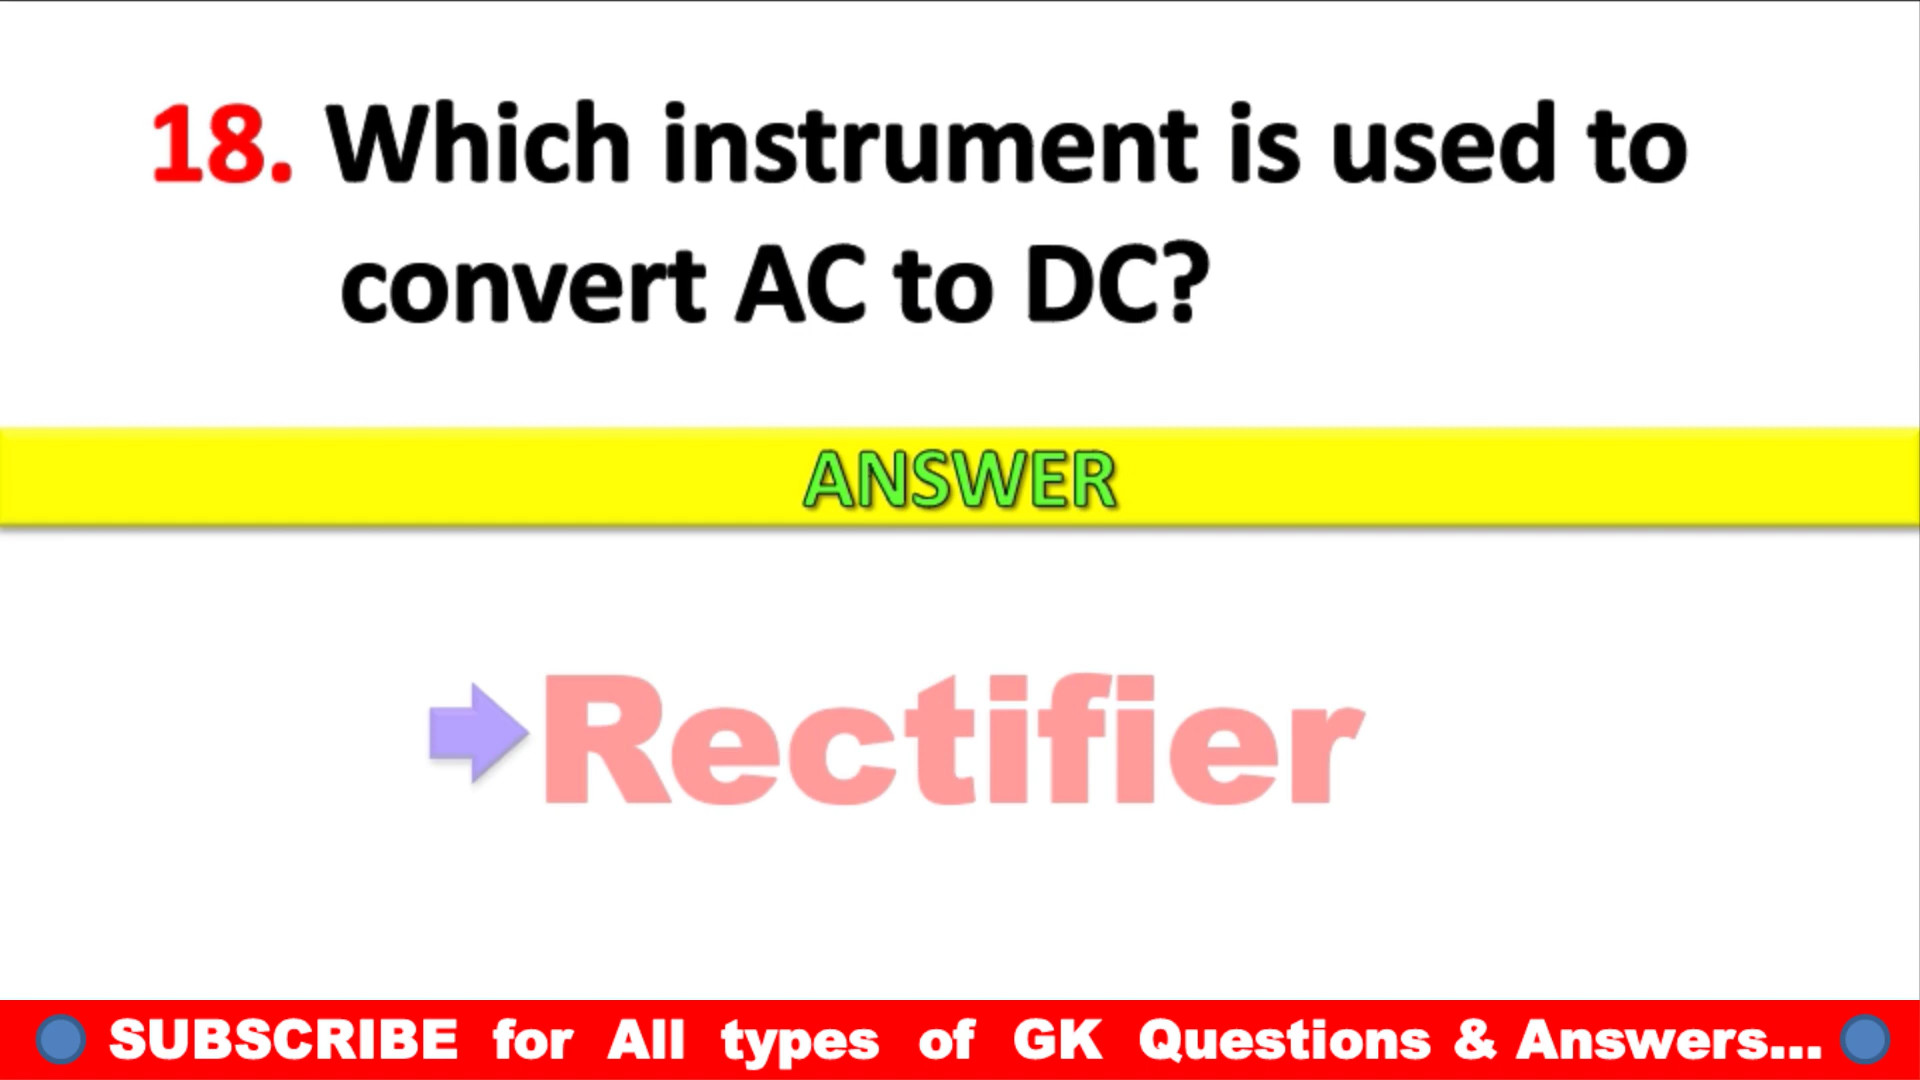 18. Which instrument is used to
convert AC to DC?
ANSWER
Rectifier
SUBSCRIBE for All types of GK Questions & Answers...